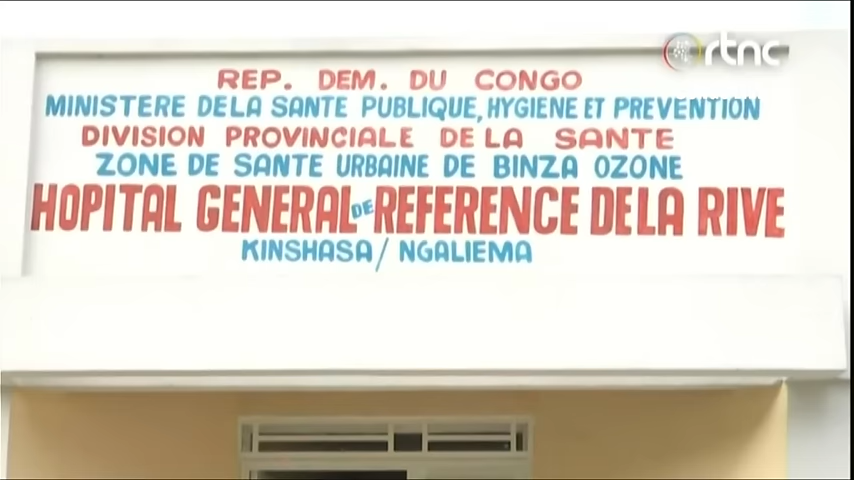 rtnc
REP. DEM. DU CONGO
MINISTERE DELA SANTE PUBLIQUE, HYGIENE ET PREVENTION
DIVISION PROVINCIALE DE LA SANTE
ZONE DE SANTE URBAINE DE BINZA OZONE
HOPITAL GENERAL DE REFERENCE DELA RIVE
KINSHASA/ NGALIEMA